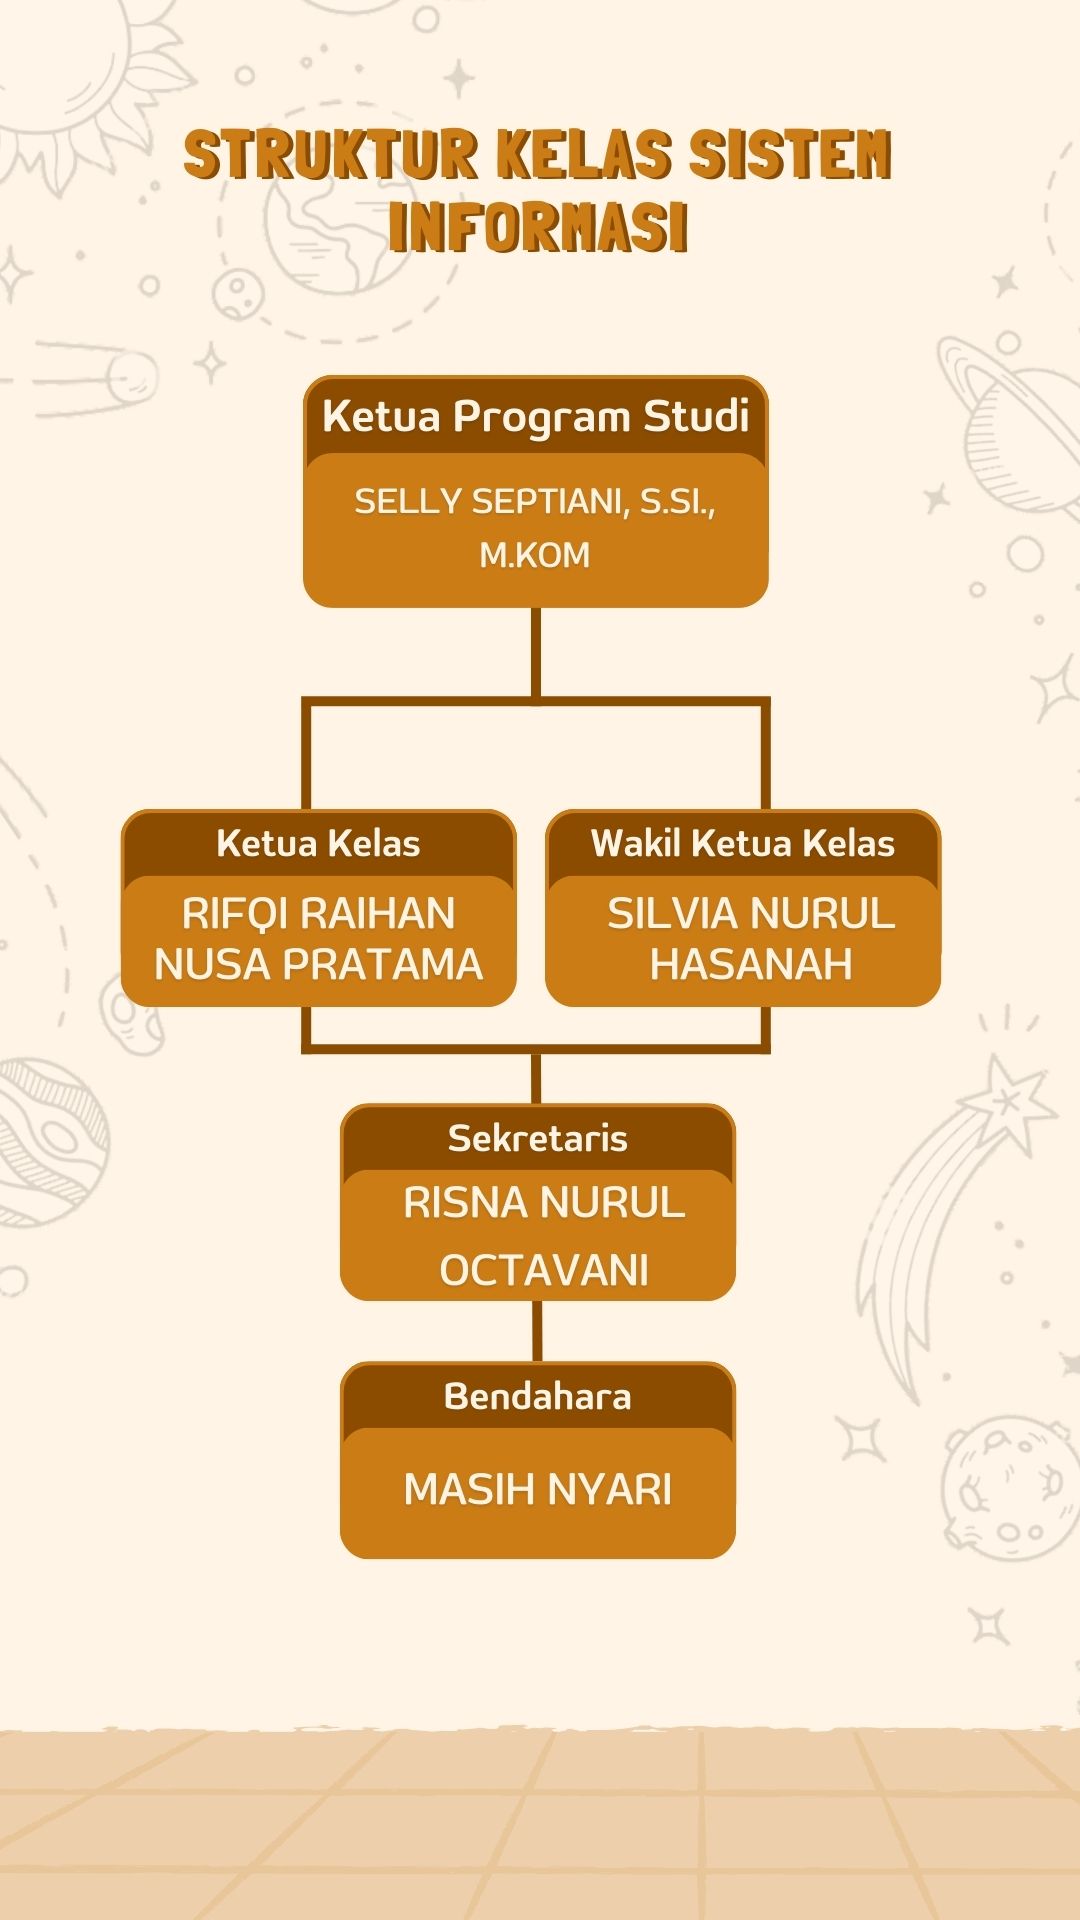 STRUKTUR KELAS SISTEM
INFORMASI
Ketua Program Studi
SELLY SEPTIANI, S.SI.,
M.KOM
Ketua Kelas
RIFQI RAIHAN
NUSA PRATAMA
Wakil Ketua Kelas
SILVIA NURUL
HASANAH
Sekretaris
RISNA NURUL
OCTAVANI
Bendahara
MASIH NYARI